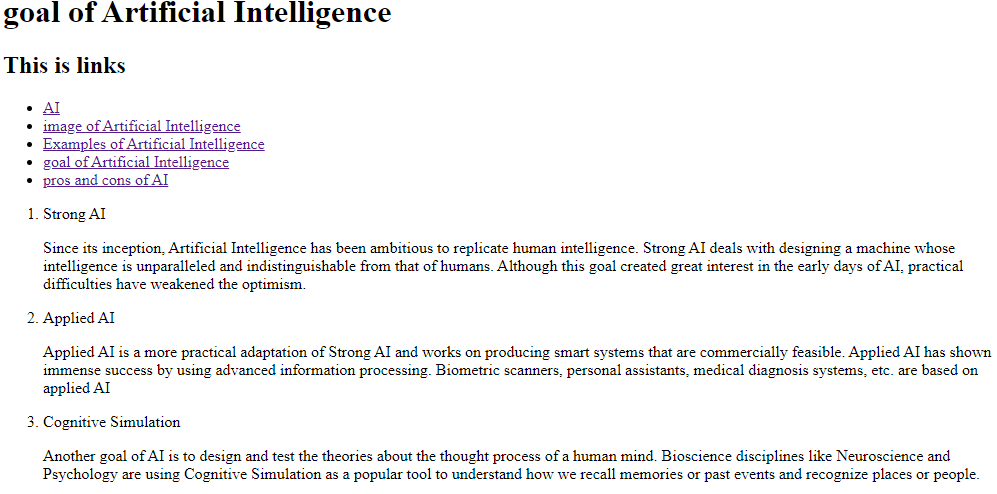 goal of Artificial Intelligence
This is links
• AI
• image of Artificial Intelligence
• Examples of Artificial Intelligence
• goal of Artificial Intelligence
• pros and cons of AI
1. Strong AI
Since its inception, Artificial Intelligence has been ambitious to replicate human intelligence. Strong AI deals with designing a machine whose
intelligence is unparalleled and indistinguishable from that of humans. Although this goal created great interest in the early days of AI, practical
difficulties have weakened the optimism.
2. Applied AI
Applied AI is a more practical adaptation of Strong AI and works on producing smart systems that are commercially feasible. Applied AI has shown
immense success by using advanced information processing. Biometric scanners, personal assistants, medical diagnosis systems, etc. are based on
applied AI
3. Cognitive Simulation
Another goal of AI is to design and test the theories about the thought process of a human mind. Bioscience disciplines like Neuroscience and
Psychology are using Cognitive Simulation as a popular tool to understand how we recall memories or past events and recognize places or people.